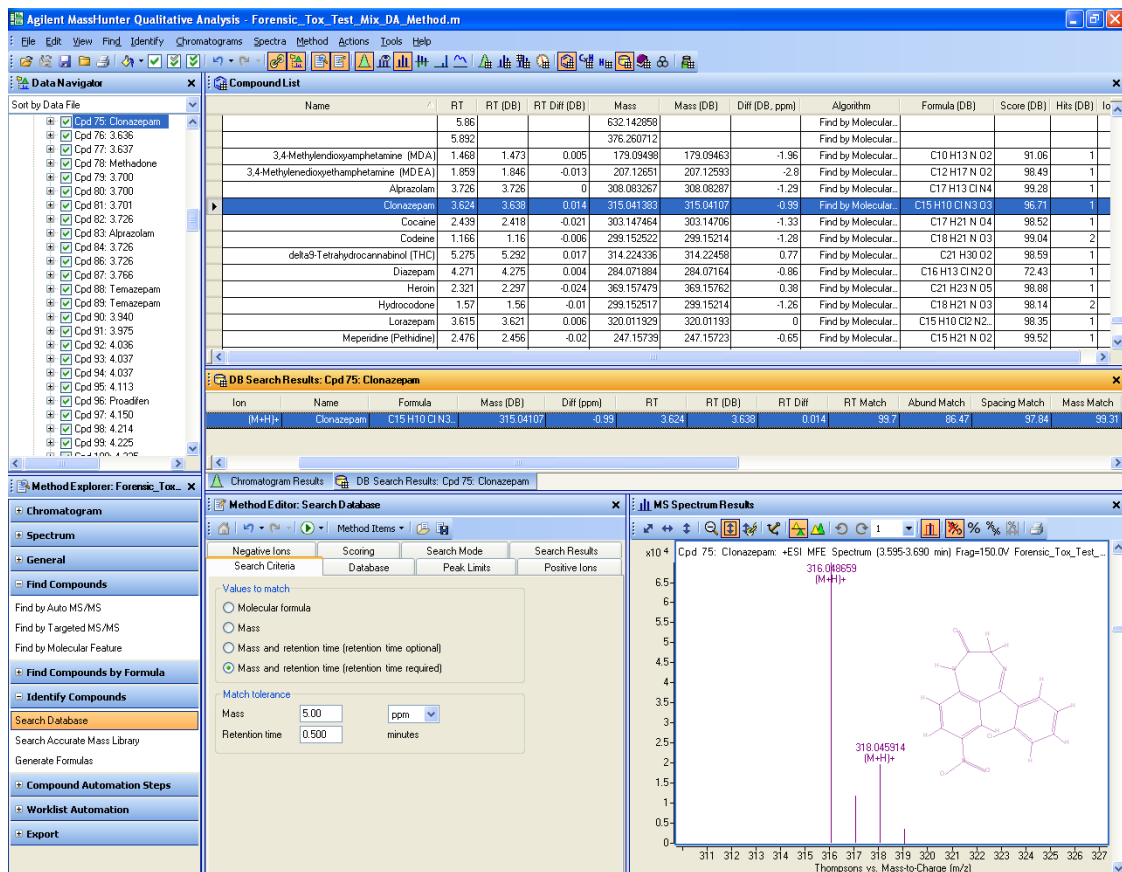 Agilent MassHunter Qualitative Analysis - Forensic_Tox_Test_Mix_DA_Method.m
File Edit View Find Identify Chromatograms Spectra Method Actions Tools Help
Data Navigator
Sort by Data File
Cpd 75: Clonazepam
Cpd 76: 3.636
Cpd 77: 3.637
Cpd 78: Methadone
Cpd 79: 3.700
Cpd 80: 3.700
Cpd 81: 3.701
Cpd 82: 3.726
Cpd 83: Alprazolam
Cpd 84: 3.726
Cpd 86: 3.726
Cpd 87: 3.766
Cpd 88: Temazepam
Cpd 89: Temazepam
Cpd 90: 3.940
Cpd 91: 3.975
Cpd 92: 4.036
Cpd 93: 4.037
Cpd 94: 4.037
Cpd 95: 4.113
Cpd 96: Proadifen
Cpd 97: 4.150
Cpd 98: 4.214
Cpd 99: 4.225
Compound List
Name RT RT (DB) RT Diff (DB) Mass Mass (DB) Diff (DB, ppm) Algorithm Formula (DB) Score (DB) Hits (DB) Io
5.86 632.142858 Find by Molecular...
5.892 376.260712 Find by Molecular...
3,4-Methylendioxyamphetamine (MDA) 1.468 1.473 0.005 179.09498 179.09463 -1.96 Find by Molecular... C10 H13 N O2 91.06 1
3,4-Methylenedioxyethamphetamine (MDEA) 1.859 1.846 -0.013 207.12651 207.12593 -2.8 Find by Molecular... C12 H17 N O2 98.49 1
Alprazolam 3.726 3.726 0 308.083267 308.08287 -1.29 Find by Molecular... C17 H13 Cl N4 99.28 1
Clonazepam 3.624 3.638 0.014 315.041383 315.04107 -0.99 Find by Molecular... C15 H10 Cl N3 O3 96.71 1
Cocaine 2.439 2.418 -0.021 303.147464 303.14706 -1.33 Find by Molecular... C17 H21 N O4 98.52 1
Codeine 1.166 1.16 -0.006 299.152522 299.15214 -1.28 Find by Molecular... C18 H21 N O3 99.04 2
delta9-Tetrahydrocannabinol (THC) 5.275 5.292 0.017 314.224336 314.22458 0.77 Find by Molecular... C21 H30 O2 98.59 1
Diazepam 4.271 4.275 0.004 284.071884 284.07164 -0.86 Find by Molecular... C16 H13 Cl N2 O 72.43 1
Heroin 2.321 2.297 -0.024 369.157479 369.15762 0.38 Find by Molecular... C21 H23 N O5 98.88 1
Hydrocodone 1.57 1.56 -0.01 299.152517 299.15214 -1.26 Find by Molecular... C18 H21 N O3 98.14 2
Lorazepam 3.615 3.621 0.006 320.011929 320.01193 0 Find by Molecular... C15 H10 Cl2 N2... 98.35 1
Meperidine (Pethidine) 2.476 2.456 -0.02 247.15739 247.15723 -0.65 Find by Molecular... C15 H21 N O2 99.52 1
DB Search Results: Cpd 75: Clonazepam
Ion Name Formula Mass (DB) Diff (ppm) RT RT (DB) RT Diff RT Match Abund Match Spacing Match Mass Match
(M+H)+ Clonazepam C15 H10 Cl N3... 315.04107 -0.99 3.624 3.638 0.014 99.7 86.47 97.84 99.31
Chromatogram Results DB Search Results: Cpd 75: Clonazepam
Method Explorer: Forensic_Tox_...
Chromatogram
Spectrum
General
Find Compounds
Find by Auto MS/MS
Find by Targeted MS/MS
Find by Molecular Feature
Find Compounds by Formula
Identify Compounds
Search Database
Search Accurate Mass Library
Generate Formulas
Compound Automation Steps
Worklist Automation
Export
Method Editor: Search Database
Method Items
Negative Ions Scoring Search Mode Search Results
Search Criteria Database Peak Limits Positive Ions
Values to match
Molecular formula
Mass
Mass and retention time (retention time optional)
Mass and retention time (retention time required)
Match tolerance
Mass 5.00 ppm
Retention time 0.500 minutes
MS Spectrum Results
1
x10 4 Cpd 75: Clonazepam: +ESI MFE Spectrum (3.595-3.690 min) Frag=150.0V Forensic_Tox_Test_...
316.048659
(M+H)+
6.5
6
5.5
5
4.5
4
3.5
3
2.5
2
1.5
1
0.5
0
318.045914
(M+H)+
311 312 313 314 315 316 317 318 319 320 321 322 323 324 325 326 327
Thompsons vs. Mass-to-Charge (m/z)